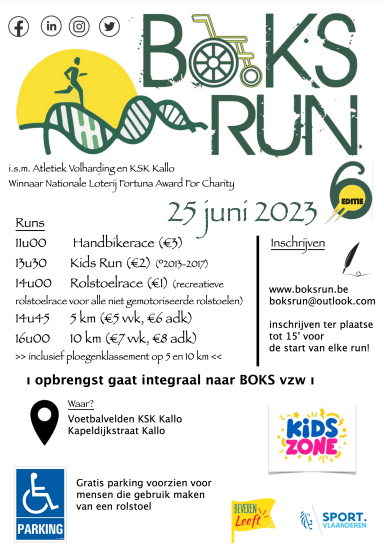 BOKS
RUN
i.s.m. Atletiek Volharding en KSK Kallo
Winnaar Nationale Loterij Fortuna Award For Charity
6
EDITIE
25 juni 2023
Runs
11u00 Handbikerace (€3)
13u30 Kids Run (€2) (°2013-2017)
14u00 Rolstoelrace (€1) (recreatieve
rolstoelrace voor alle niet gemotoriseerde rolstoelen)
14u45 5 km (€5 vvk, €6 adk)
16u00 10 km (€7 vvk, €8 adk)
>> inclusief ploegenklassement op 5 en 10 km <<
Inschrijven
www.boksrun.be
boksrun@outlook.com
inschrijven ter plaatse
tot 15' voor
de start van elke run!
! opbrengst gaat integraal naar BOKS vzw !
Waar?
Voetbalvelden KSK Kallo
Kapeldijkstraat Kallo
KiDS
ZONE
PARKING
Gratis parking voorzien voor
mensen die gebruik maken
van een rolstoel
BEVEREN
Leeft
SPORT.
VLAANDEREN